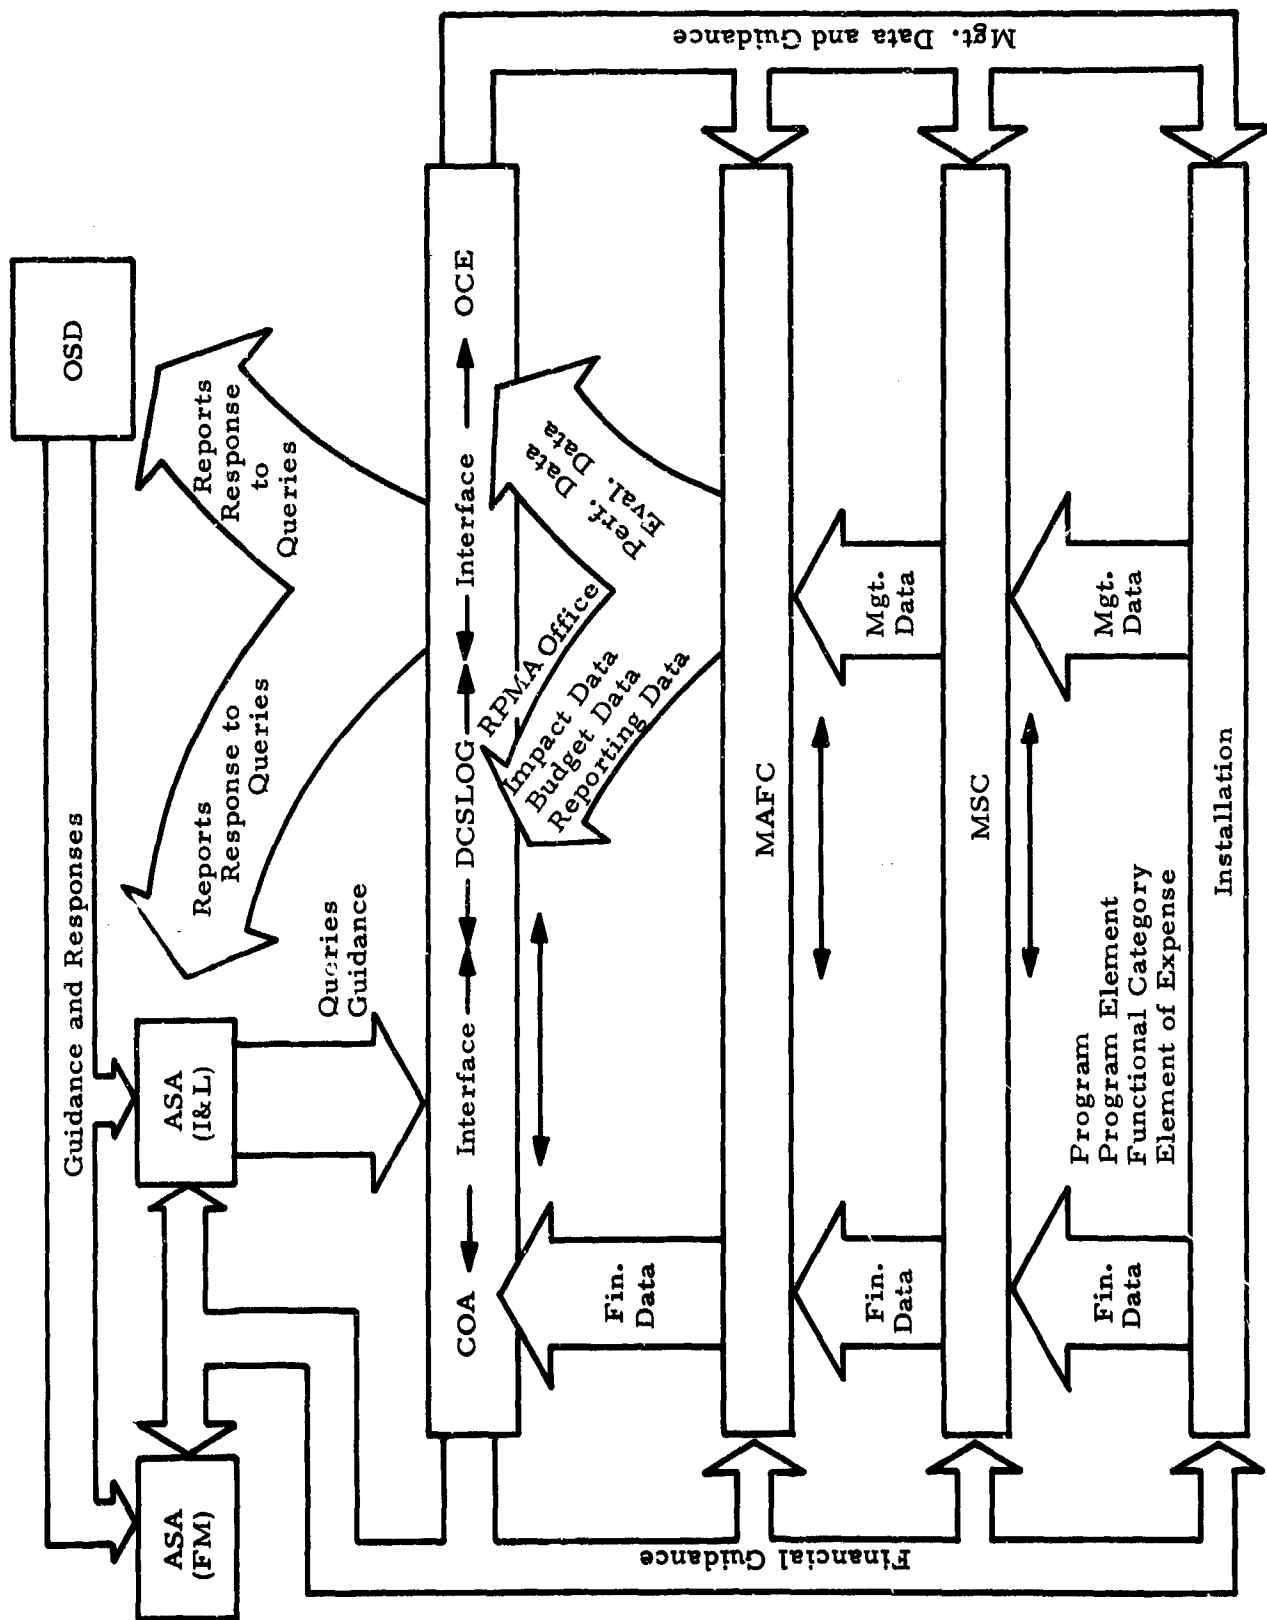 OSD
Guidance and Responses
ASA
(FM)
ASA
(I&L)
Reports
Response to
Queries
Reports
Response
to
Queries
Queries
Guidance
COA
Interface
DCSLOG
Interface
OCE
RPMA Office
Impact Data
Budget Data
Reporting Data
Perf. Data
Eval. Data
Fin.
Data
MAFC
Fin.
Data
Mgt.
Data
MSC
Fin.
Data
Program
Program Element
Functional Category
Element of Expense
Mgt.
Data
Installation
Financial Guidance
Mgt. Data and Guidance